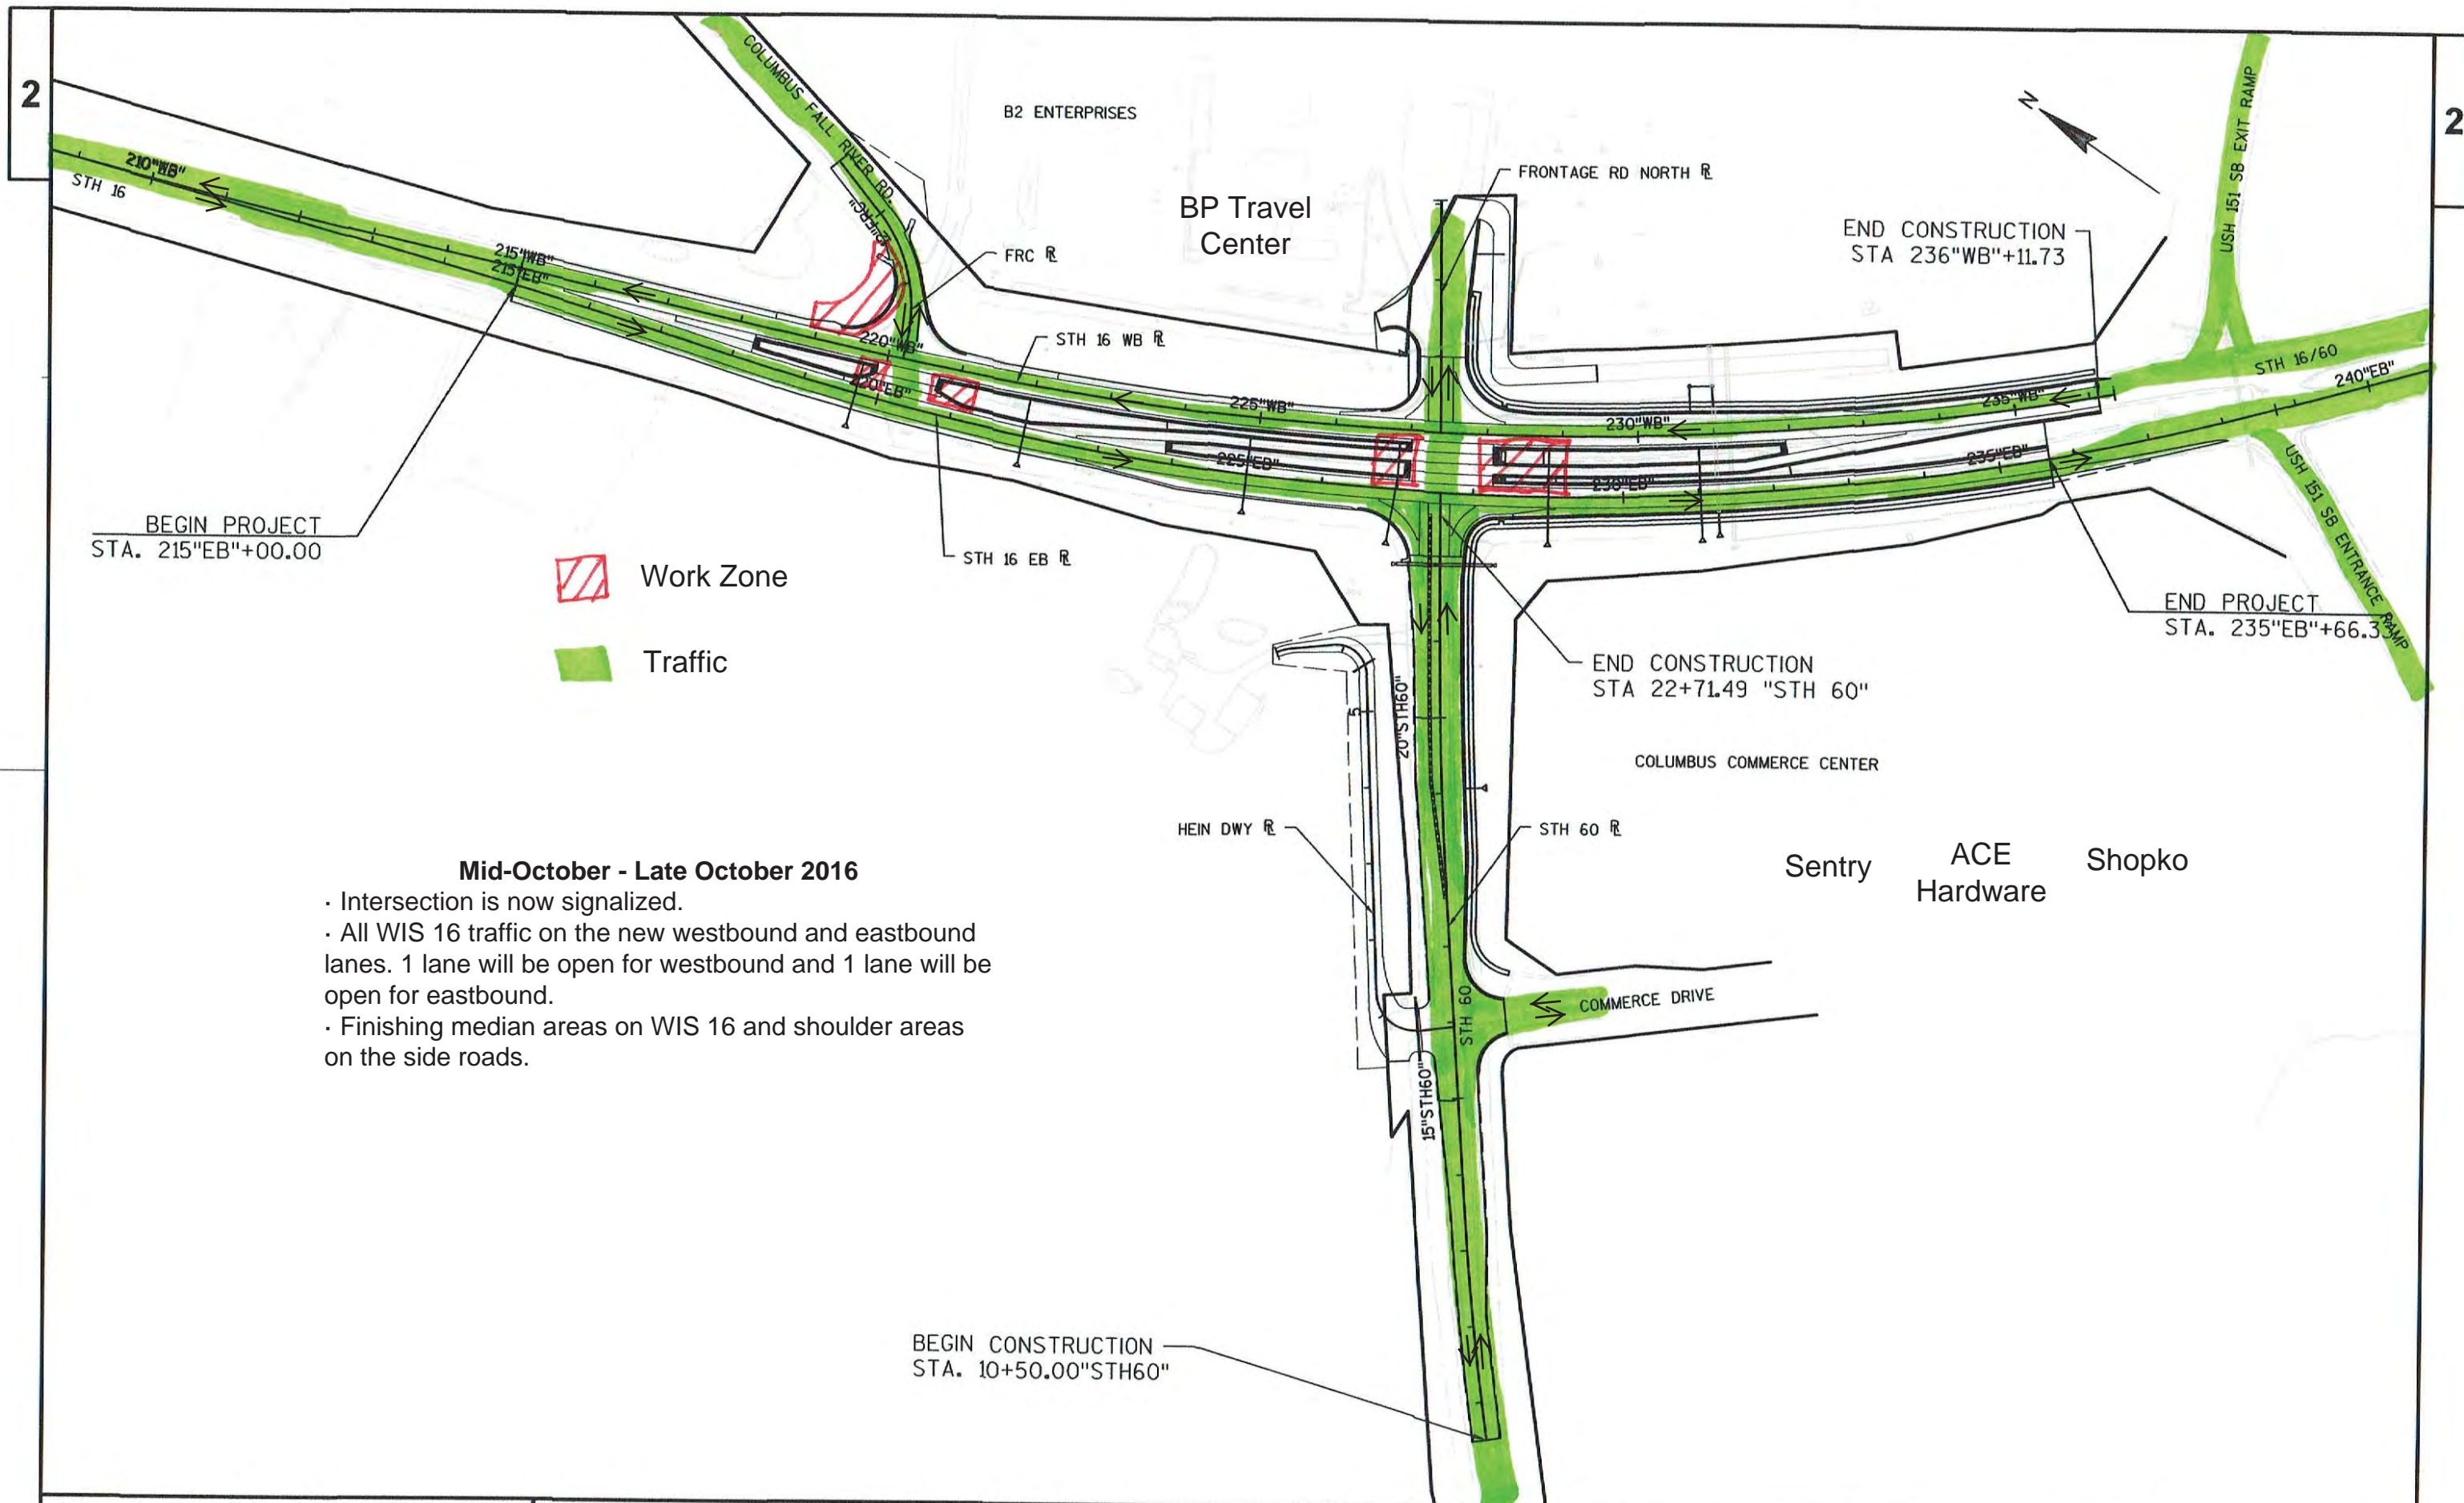 2
2
COLUMBUS FALL RIVER RD.
B2 ENTERPRISES
N
USH 151 SB EXIT RAMP
210"WB"
STH 16
FRONTAGE RD NORTH
BP Travel
Center
END CONSTRUCTION
STA 236"WB"+11.73
215"WB"
215"EB"
FRC
STH 16 WB
220"WB"
220"EB"
225"WB"
225"EB"
230"WB"
230"EB"
235"WB"
235"EB"
STH 16/60
240"EB"
USH 151 SB ENTRANCE RAMP
BEGIN PROJECT
STA. 215"EB"+00.00
STH 16 EB
Work Zone
Traffic
END PROJECT
STA. 235"EB"+66.3
END CONSTRUCTION
STA 22+71.49 "STH 60"
5
20"STH60"
COLUMBUS COMMERCE CENTER
HEIN DWY
STH 60
Sentry
ACE
Hardware
Shopko
Mid-October - Late October 2016
· Intersection is now signalized.
· All WIS 16 traffic on the new westbound and eastbound
lanes. 1 lane will be open for westbound and 1 lane will be
open for eastbound.
· Finishing median areas on WIS 16 and shoulder areas
on the side roads.
STH 60
COMMERCE DRIVE
15"STH60"
BEGIN CONSTRUCTION
STA. 10+50.00"STH60"